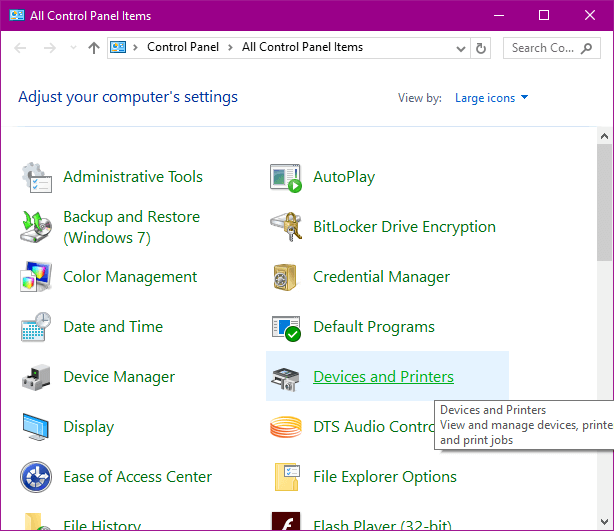 All Control Panel Items
Control Panel > All Control Panel Items
Search Co...
Adjust your computer's settings
View by: Large icons
Administrative Tools
AutoPlay
Backup and Restore
(Windows 7)
BitLocker Drive Encryption
Color Management
Credential Manager
Date and Time
Default Programs
Device Manager
Devices and Printers
Devices and Printers
View and manage devices, printe
and print jobs
Display
DTS Audio Contro
Ease of Access Center
File Explorer Options
File History
Flash Player (32-bit)